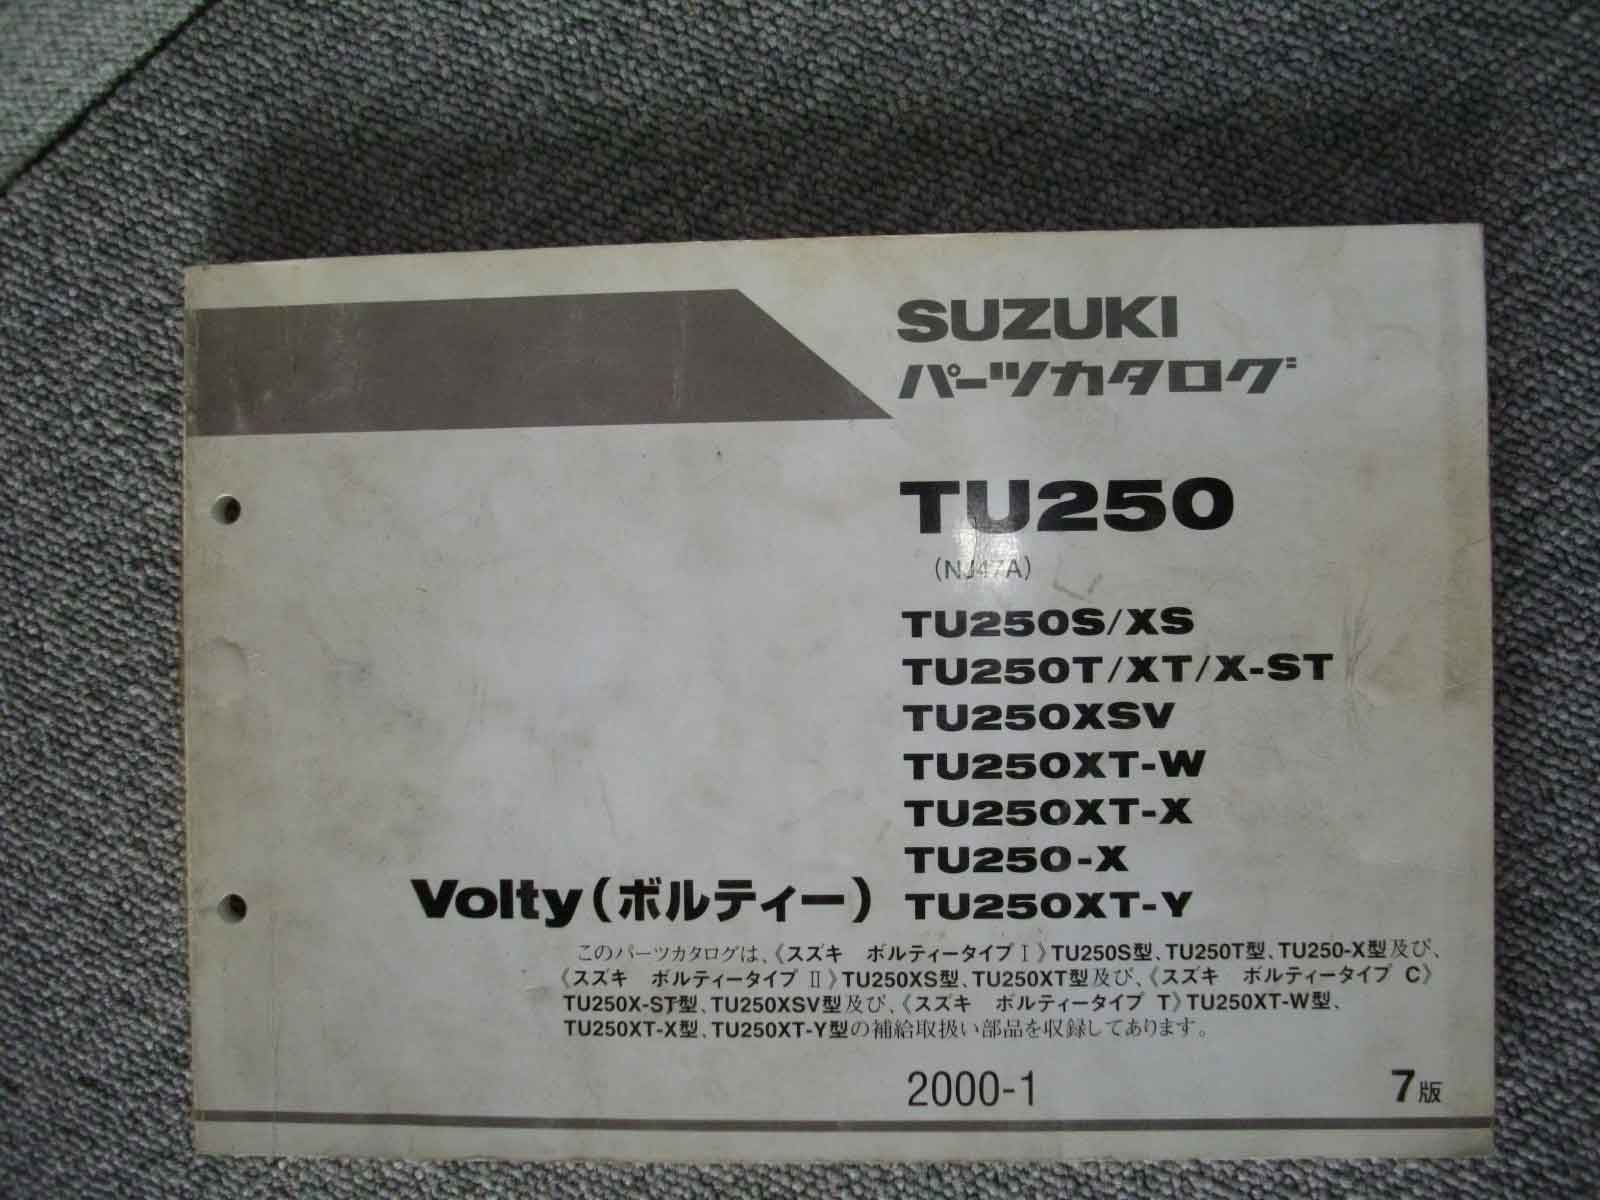 SUZUKI
パーツカタログ
TU250
(NJ47A)
TU250S/XS
TU250T/XT/X-ST
TU250XSV
TU250XT-W
TU250XT-X
TU250-X
Volty(ボルティー) TU250XT-Y
このパーツカタログは、《スズキ ボルティータイプⅠ》TU250S型、TU250T型、TU250-X型及び、
《スズキ ボルティータイプⅡ》TU250XS型、TU250XT型及び、《スズキ ボルティータイプ C》
TU250X-ST型、TU250XSV型及び、《スズキ ボルティータイプ T》TU250XT-W型、
TU250XT-X型、TU250XT-Y型の補給取扱い部品を収録してあります。
2000-1 7版